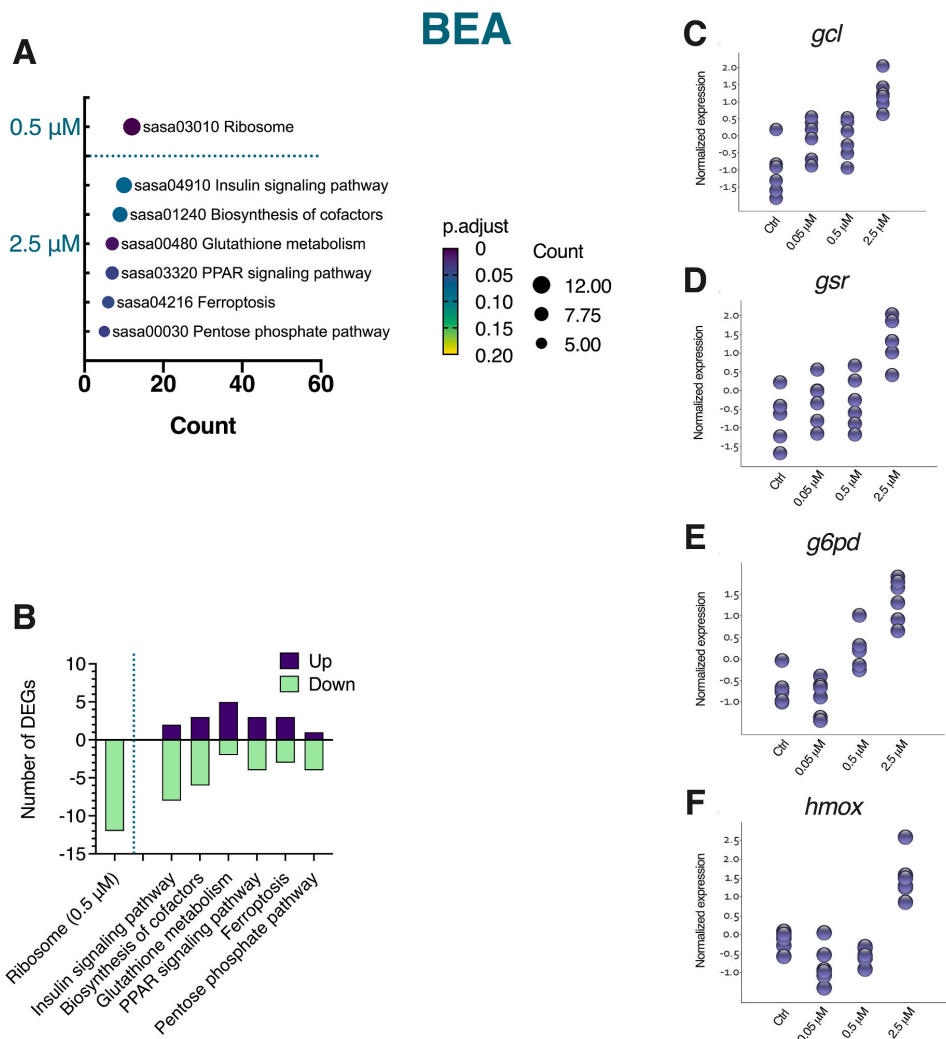 BEA
A
0.5 µM
sasa03010 Ribosome
sasa04910 Insulin signaling pathway
sasa01240 Biosynthesis of cofactors
2.5 µM
sasa00480 Glutathione metabolism
sasa03320 PPAR signaling pathway
sasa04216 Ferroptosis
sasa00030 Pentose phosphate pathway
0 20 40 60
Count
p.adjust
0
0.05
0.10
0.15
0.20
Count
12.00
7.75
5.00
B
Number of DEGs
10
5
0
-5
-10
-15
Up
Down
Ribosome (0.5 µM)
Insulin signaling pathway
Biosynthesis of cofactors
Glutathione metabolism
PPAR signaling pathway
Ferroptosis
Pentose phosphate pathway
C
gcl
Normalized expression
2.0
1.5
1.0
0.5
0.0
-0.5
-1.0
-1.5
Ctrl
0.05 µM
0.5 µM
2.5 µM
D
gsr
Normalized expression
2.0
1.5
1.0
0.5
0.0
-0.5
-1.0
-1.5
Ctrl
0.05 µM
0.5 µM
2.5 µM
E
g6pd
Normalized expression
1.5
1.0
0.5
0.0
-0.5
-1.0
Ctrl
0.05 µM
0.5 µM
2.5 µM
F
hmox
Normalized expression
2.5
2.0
1.5
1.0
0.5
0.0
-0.5
-1.0
Ctrl
0.05 µM
0.5 µM
2.5 µM